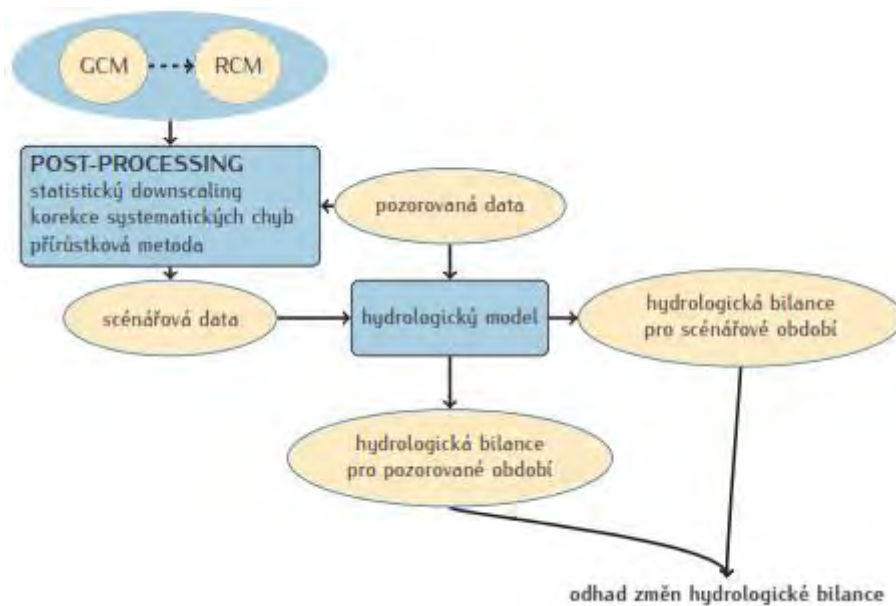 GCM
RCM
POST-PROCESSING
statistický downscaling
korekce systematických chyb
přírůstková metoda
pozorovaná data
scénářová data
hydrologický model
hydrologická bilance
pro scénářové období
hydrologická bilance
pro pozorované období
odhad změn hydrologické bilance